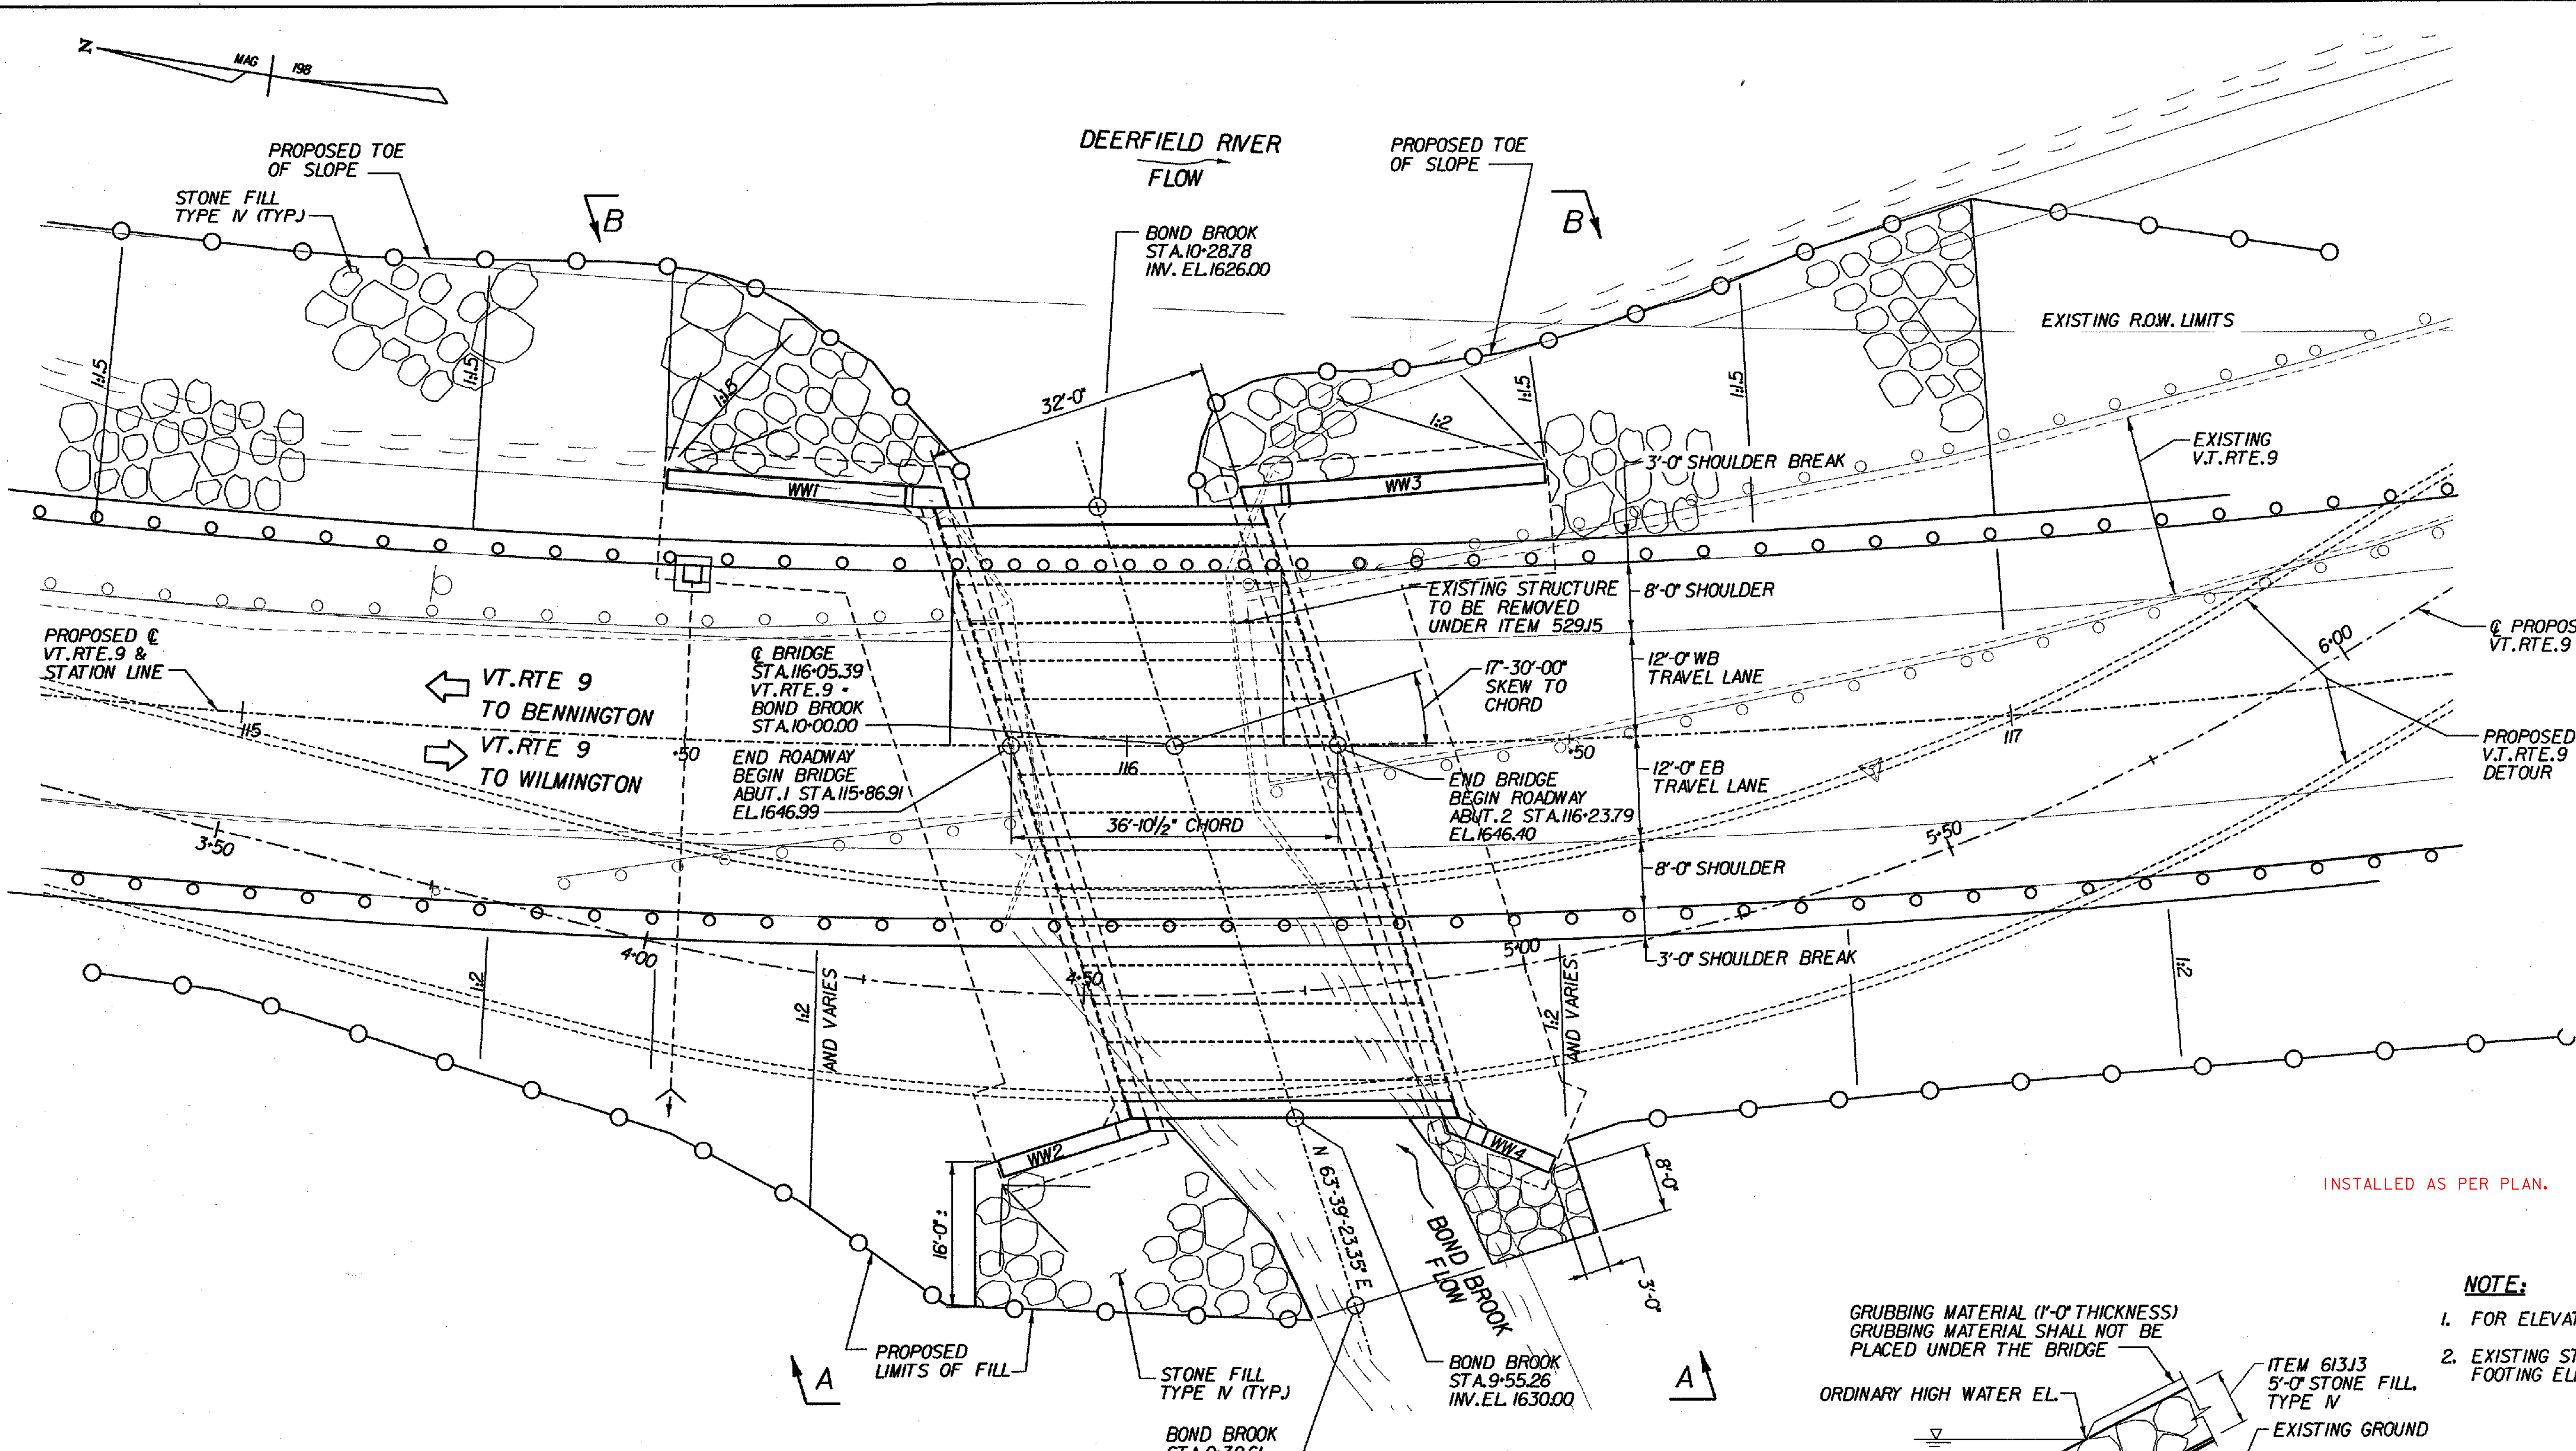 N
MAG 198
PROPOSED TOE
OF SLOPE
STONE FILL
TYPE IV (TYP.)
B
DEERFIELD RIVER
FLOW
PROPOSED TOE
OF SLOPE
B
BOND BROOK
STA.10+28.78
INV. EL.1626.00
EXISTING R.O.W. LIMITS
1:1.5
1:1.5
1:1.5
32'-0"
1:2
1:1.5
1:1.5
EXISTING
V.T.RTE.9
WW1
WW3
3'-0" SHOULDER BREAK
EXISTING STRUCTURE
TO BE REMOVED
UNDER ITEM 529.15
8'-0" SHOULDER
PROPOSED ℄
VT.RTE.9 &
STATION LINE
VT.RTE 9
TO BENNINGTON
VT.RTE 9
TO WILMINGTON
115
+50
℄ BRIDGE
STA.116+05.39
VT.RTE.9 =
BOND BROOK
STA.10+00.00
END ROADWAY
BEGIN BRIDGE
ABUT.1 STA.115+86.91
EL.1646.99
116
17°-30'-00"
SKEW TO
CHORD
12'-0" WB
TRAVEL LANE
+50
117
6+00
℄ PROPOS
VT.RTE.9
PROPOSED
V.T.RTE.9
DETOUR
END BRIDGE
BEGIN ROADWAY
ABUT.2 STA.116+23.79
EL.1646.40
12'-0" EB
TRAVEL LANE
36'-10½" CHORD
3+50
5+50
8'-0" SHOULDER
4+00
4+50
5+00
3'-0" SHOULDER BREAK
1:2
1:2
AND VARIES
1:2
AND VARIES
1:2
WW2
WW4
16'-0" ±
N 63°-39'-23.35" E
BOND BROOK
FLOW
8'-0"
3'-0"
INSTALLED AS PER PLAN.
PROPOSED
LIMITS OF FILL
A
STONE FILL
TYPE IV (TYP.)
BOND BROOK
STA.9+55.26
INV.EL. 1630.00
A
BOND BROOK
GRUBBING MATERIAL (1'-0" THICKNESS)
GRUBBING MATERIAL SHALL NOT BE
PLACED UNDER THE BRIDGE
ORDINARY HIGH WATER EL.
ITEM 613.13
5'-0" STONE FILL,
TYPE IV
EXISTING GROUND
NOTE:
1. FOR ELEVAT
2. EXISTING ST
FOOTING EL